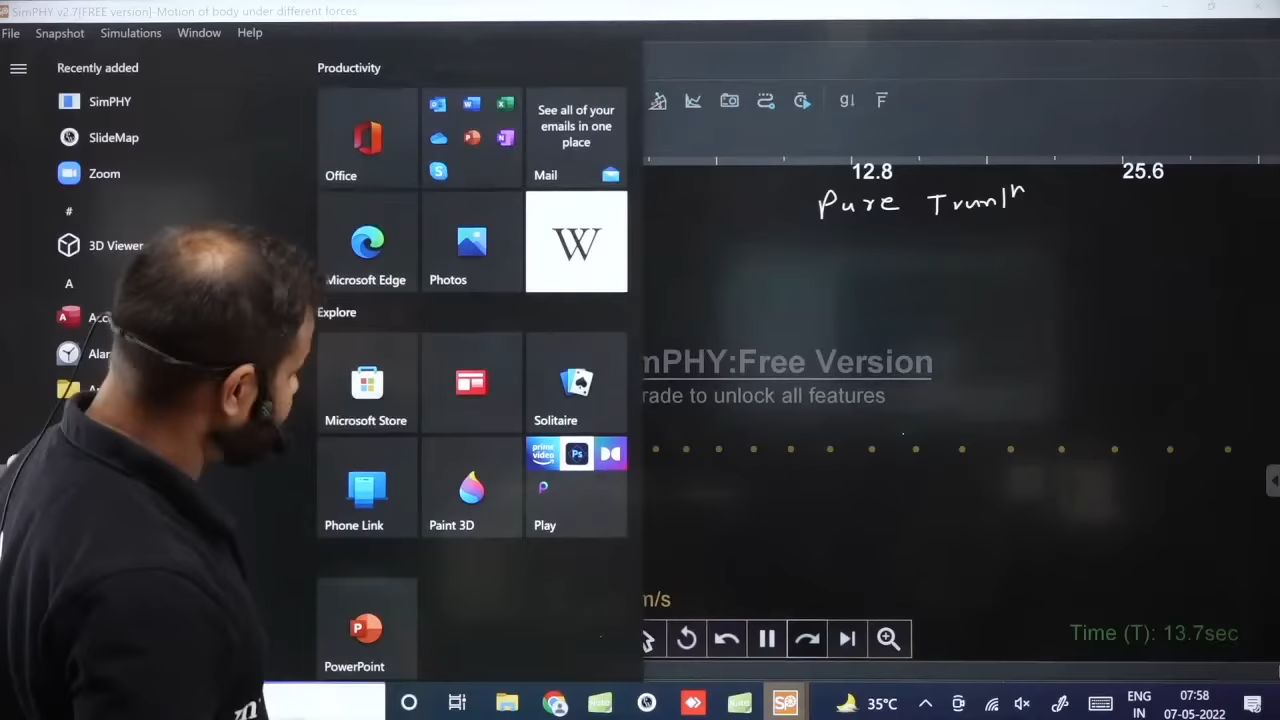 SimPHY v2.7[FREE version]-Motion of body under different forces
File Snapshot Simulations Window Help
Recently added
SimPHY
SlideMap
Zoom
#
3D Viewer
A
Productivity
Office
See all of your
emails in one
place
Mail
Microsoft Edge
Photos
W
Explore
Microsoft Store
Solitaire
Phone Link
Paint 3D
prime video
Ps
Play
PowerPoint
g↓ F
12.8 25.6
Pure
mPHY:Free Version
rade to unlock all features
m/s
Time (T): 13.7sec
35°C
ENG
IN
07:58
07-05-2022